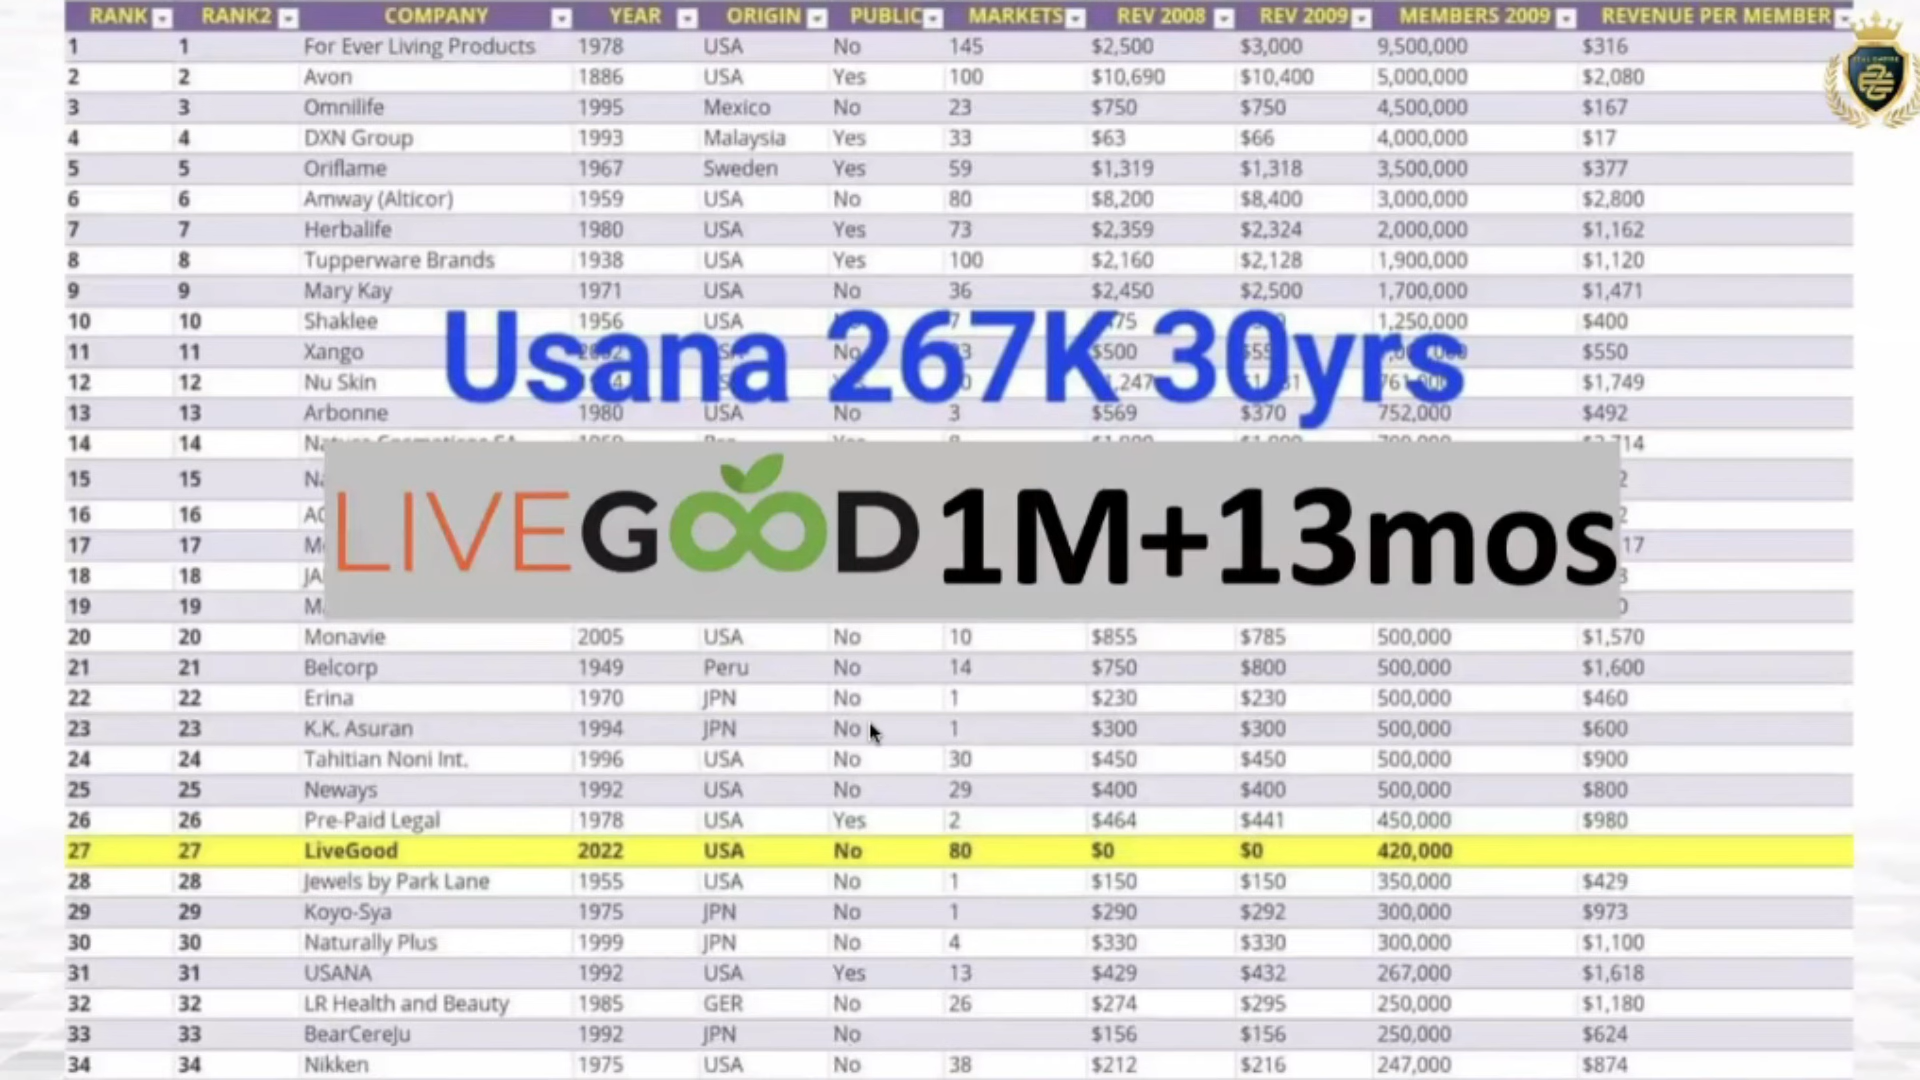 RANK RANK2 COMPANY YEAR ORIGIN PUBLIC MARKETS REV 2008 REV 2009 MEMBERS 2009 REVENUE PER MEMBER
1 1 For Ever Living Products 1978 USA No 145 $2,500 $3,000 9,500,000 $316
2 2 Avon 1886 USA Yes 100 $10,690 $10,400 5,000,000 $2,080
3 3 Omnilife 1995 Mexico No 23 $750 $750 4,500,000 $167
4 4 DXN Group 1993 Malaysia Yes 33 $63 $66 4,000,000 $17
5 5 Oriflame 1967 Sweden Yes 59 $1,319 $1,318 3,500,000 $377
6 6 Amway (Alticor) 1959 USA No 80 $8,200 $8,400 3,000,000 $2,800
7 7 Herbalife 1980 USA Yes 73 $2,359 $2,324 2,000,000 $1,162
8 8 Tupperware Brands 1938 USA Yes 100 $2,160 $2,128 1,900,000 $1,120
9 9 Mary Kay 1971 USA No 36 $2,450 $2,500 1,700,000 $1,471
10 10 Shaklee 1956 USA 1,250,000 $400
Usana 267K 30yrs
11 11 Xango No $500 $550
12 12 Nu Skin $1,749
13 13 Arbonne 1980 USA No 3 $569 $370 752,000 $492
14 14
15 15
LIVEGOOD 1M+13mos
16 16
17 17
18 18
19 19
20 20 Monavie 2005 USA No 10 $855 $785 500,000 $1,570
21 21 Belcorp 1949 Peru No 14 $750 $800 500,000 $1,600
22 22 Erina 1970 JPN No 1 $230 $230 500,000 $460
23 23 K.K. Asuran 1994 JPN No 1 $300 $300 500,000 $600
24 24 Tahitian Noni Int. 1996 USA No 30 $450 $450 500,000 $900
25 25 Neways 1992 USA No 29 $400 $400 500,000 $800
26 26 Pre-Paid Legal 1978 USA Yes 2 $464 $441 450,000 $980
27 27 LiveGood 2022 USA No 80 $0 $0 420,000
28 28 Jewels by Park Lane 1955 USA No 1 $150 $150 350,000 $429
29 29 Koyo-Sya 1975 JPN No 1 $290 $292 300,000 $973
30 30 Naturally Plus 1999 JPN No 4 $330 $330 300,000 $1,100
31 31 USANA 1992 USA Yes 13 $429 $432 267,000 $1,618
32 32 LR Health and Beauty 1985 GER No 26 $274 $295 250,000 $1,180
33 33 BearCereJu 1992 JPN No $156 $156 250,000 $624
34 34 Nikken 1975 USA No 38 $212 $216 247,000 $874